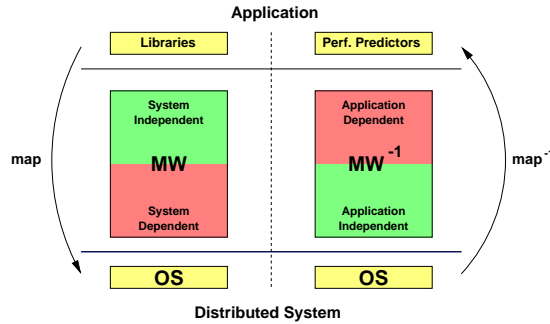 Application
Libraries
Perf. Predictors
System
Independent
Application
Dependent
map
MW
MW -1
map -1
System
Dependent
Application
Independent
OS
OS
Distributed System